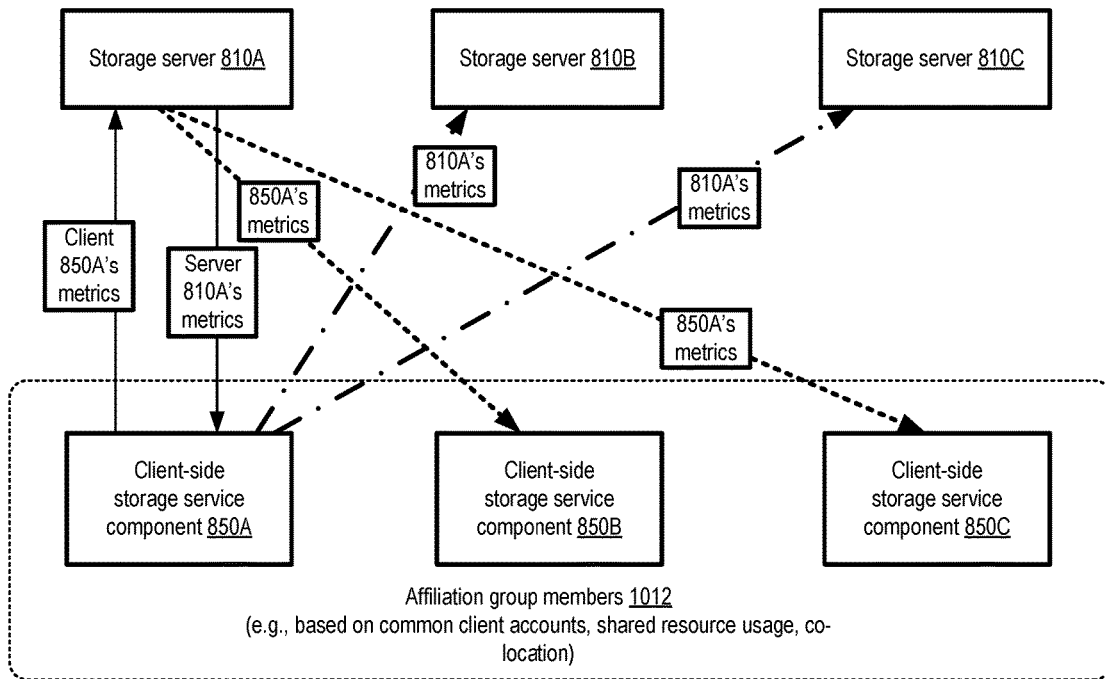 Storage server 810A
Storage server 810B
Storage server 810C
810A's
metrics
850A's
metrics
810A's
metrics
Client
850A's
metrics
Server
810A's
metrics
850A's
metrics
Client-side
storage service
component 850A
Client-side
storage service
component 850B
Client-side
storage service
component 850C
Affiliation group members 1012
(e.g., based on common client accounts, shared resource usage, co-
location)